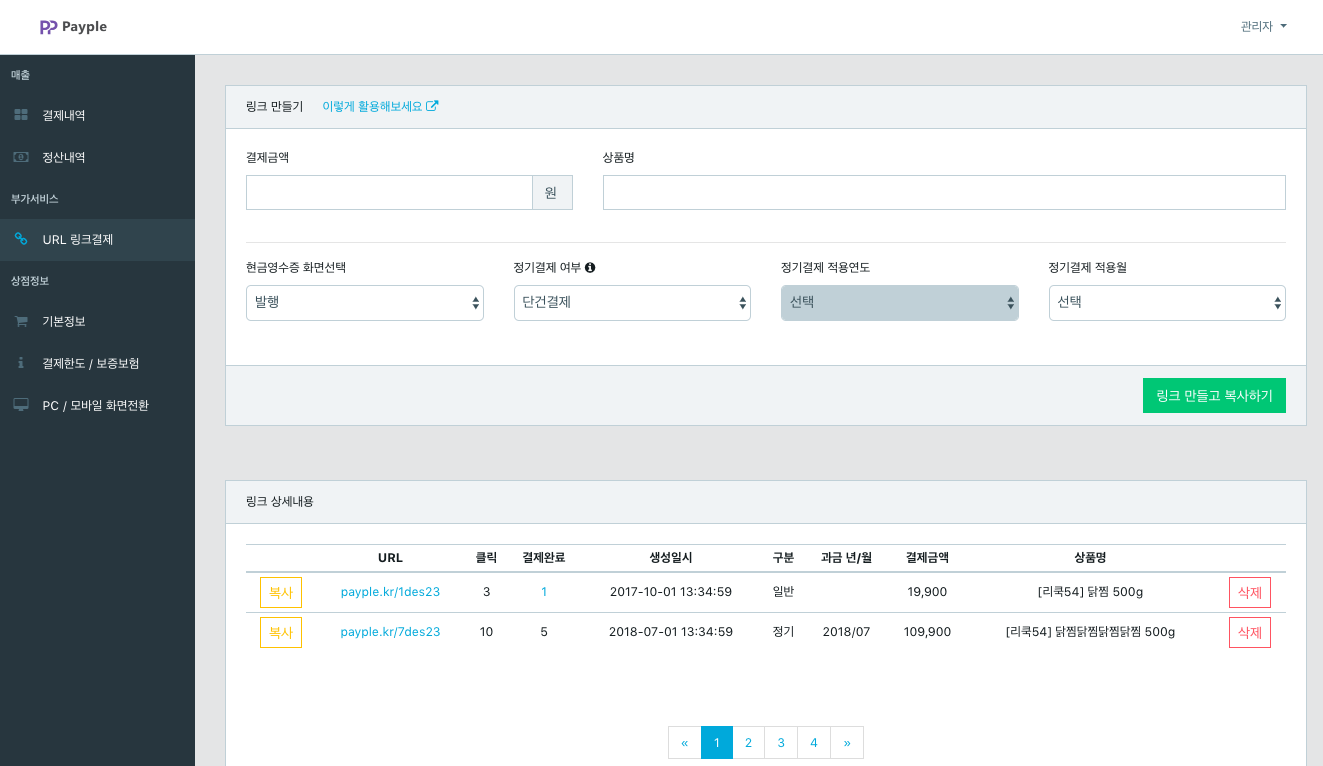 Payple
관리자
매출
결제내역
정산내역
부가서비스
URL 링크결제
상점정보
기본정보
결제한도 / 보증보험
PC / 모바일 화면전환
링크 만들기 이렇게 활용해보세요
결제금액 상품명
원
현금영수증 화면선택 정기결제 여부 정기결제 적용연도 정기결제 적용월
발행 단건결제 선택 선택
링크 만들고 복사하기
링크 상세내용
URL 클릭 결제완료 생성일시 구분 과금 년/월 결제금액 상품명
복사 payple.kr/1des23 3 1 2017-10-01 13:34:59 일반 19,900 [리쿡54] 닭찜 500g 삭제
복사 payple.kr/7des23 10 5 2018-07-01 13:34:59 정기 2018/07 109,900 [리쿡54] 닭찜닭찜닭찜닭찜 500g 삭제
« 1 2 3 4 »